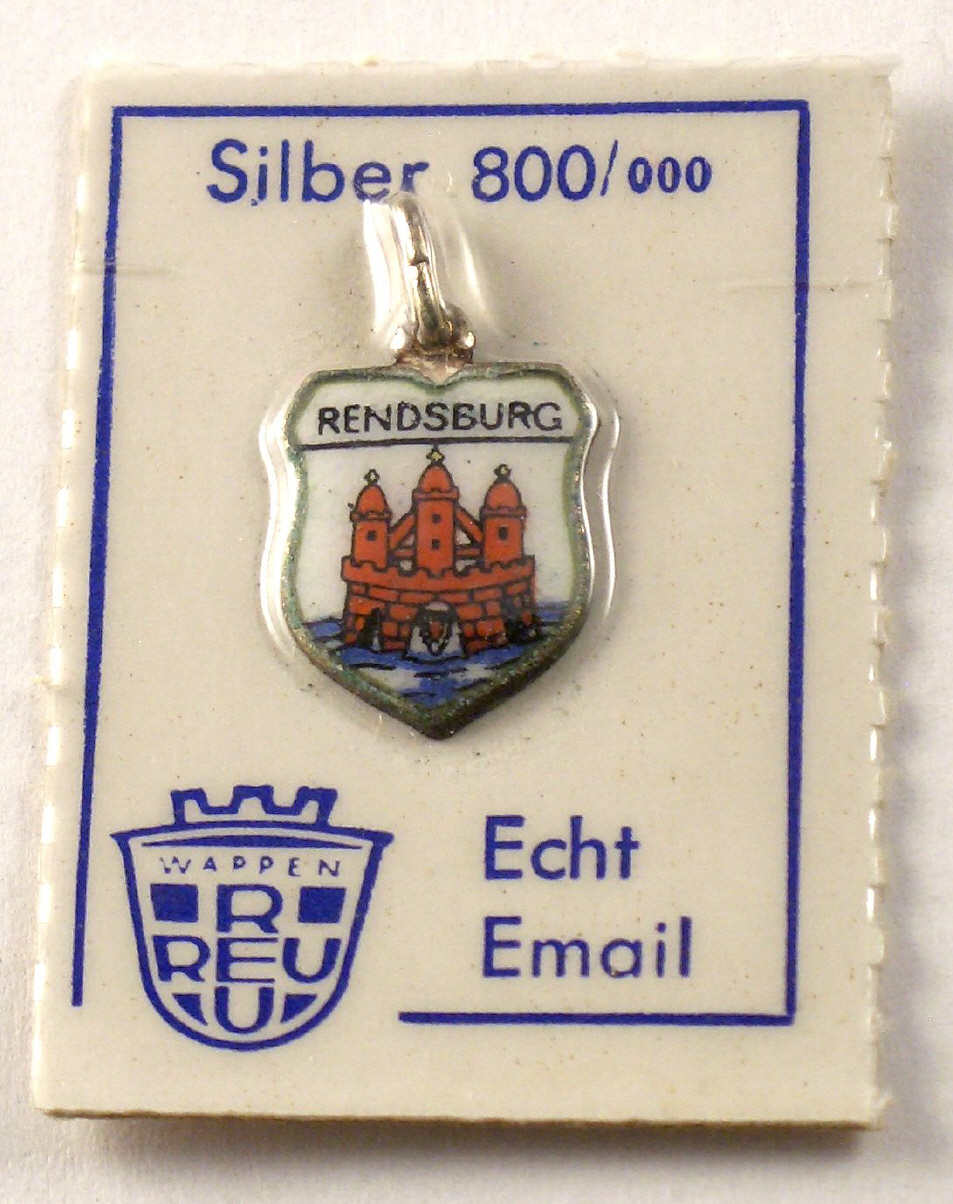 Silber 800/000
RENDSBURG
WAPPEN
R
REU
U
Echt
Email